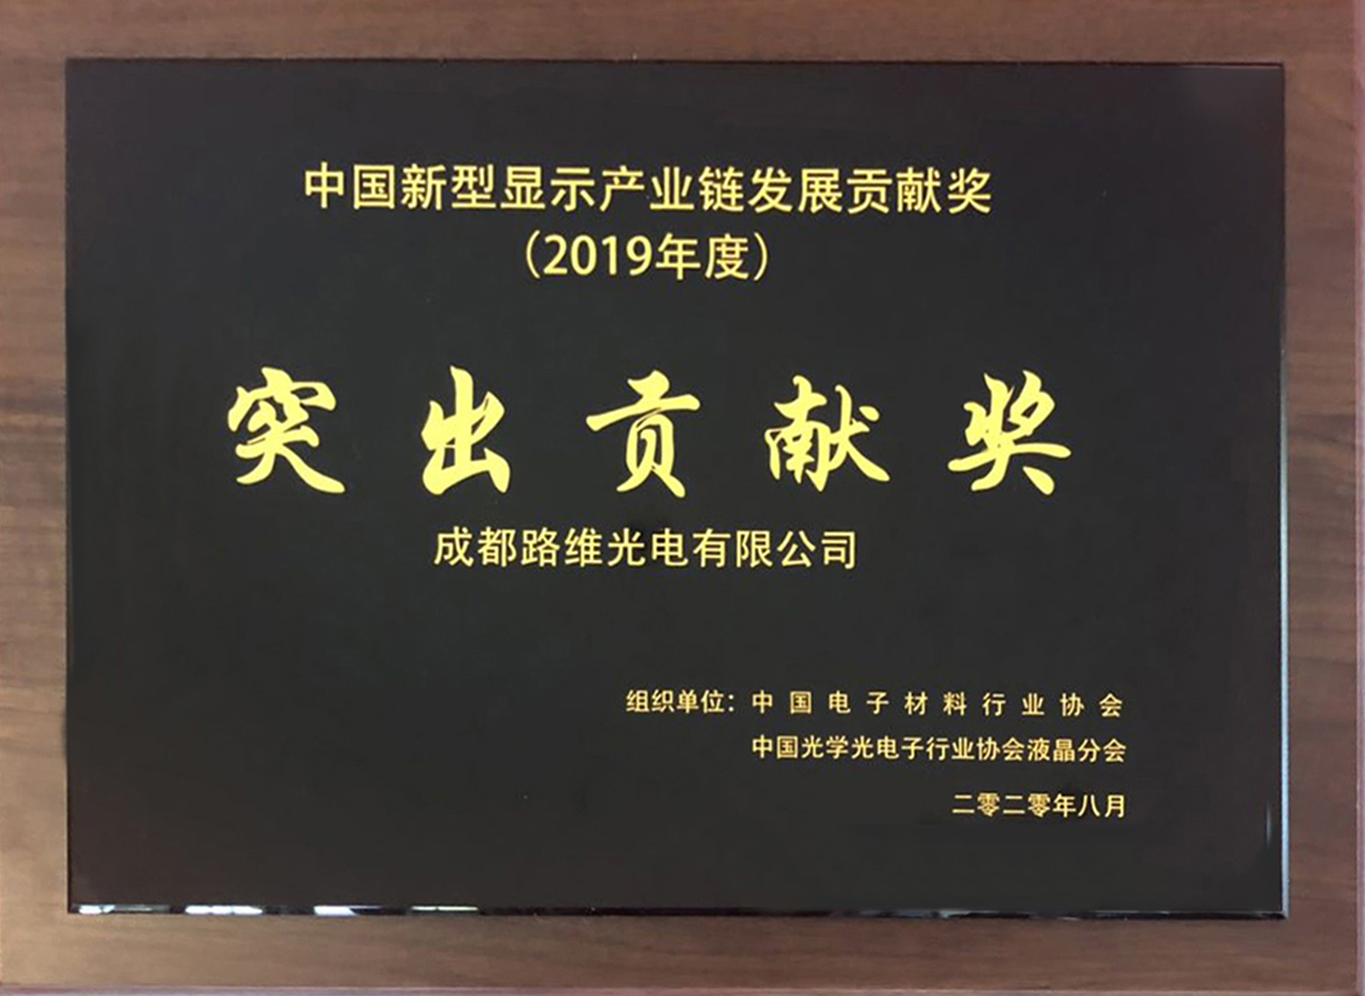 中国新型显示产业链发展贡献奖
（2019年度）
突出贡献奖
成都路维光电有限公司
组织单位：中国电子材料行业协会
中国光学光电子行业协会液晶分会
二零二零年八月